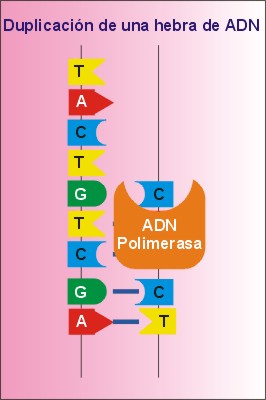 Duplicación de una hebra de ADN
T
A
C
T
G C
T
ADN
C
Polimerasa
G C
A T